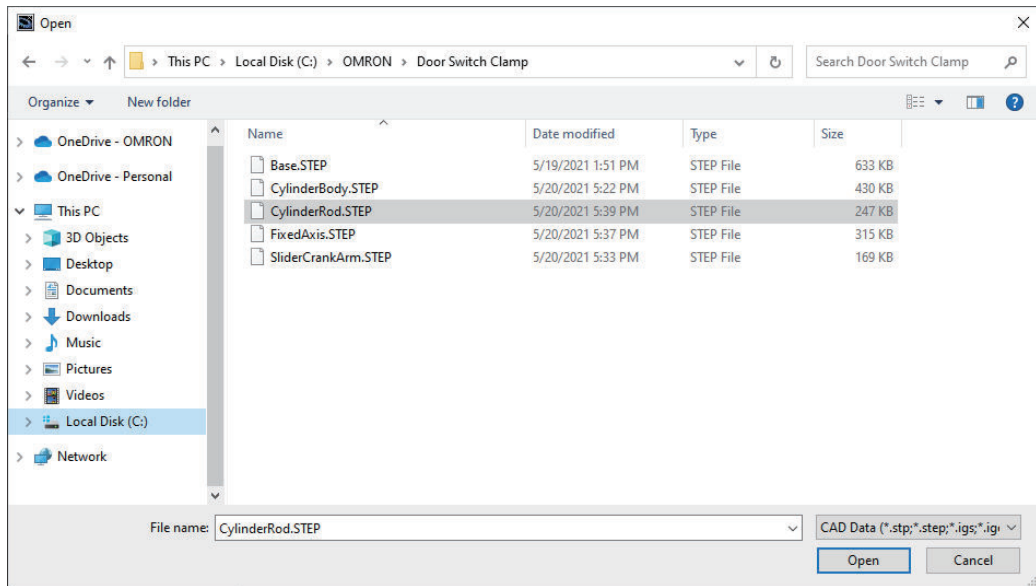 Open
This PC > Local Disk (C:) > OMRON > Door Switch Clamp
Search Door Switch Clamp
Organize
New folder
Name Date modified Type Size
OneDrive - OMRON
OneDrive - Personal
This PC
3D Objects
Desktop
Documents
Downloads
Music
Pictures
Videos
Local Disk (C:)
Network
Base.STEP 5/19/2021 1:51 PM STEP File 633 KB
CylinderBody.STEP 5/20/2021 5:22 PM STEP File 430 KB
CylinderRod.STEP 5/20/2021 5:39 PM STEP File 247 KB
FixedAxis.STEP 5/20/2021 5:37 PM STEP File 315 KB
SliderCrankArm.STEP 5/20/2021 5:33 PM STEP File 169 KB
File name: CylinderRod.STEP
CAD Data (*.stp;*.step;*.igs;*.ige
Open
Cancel